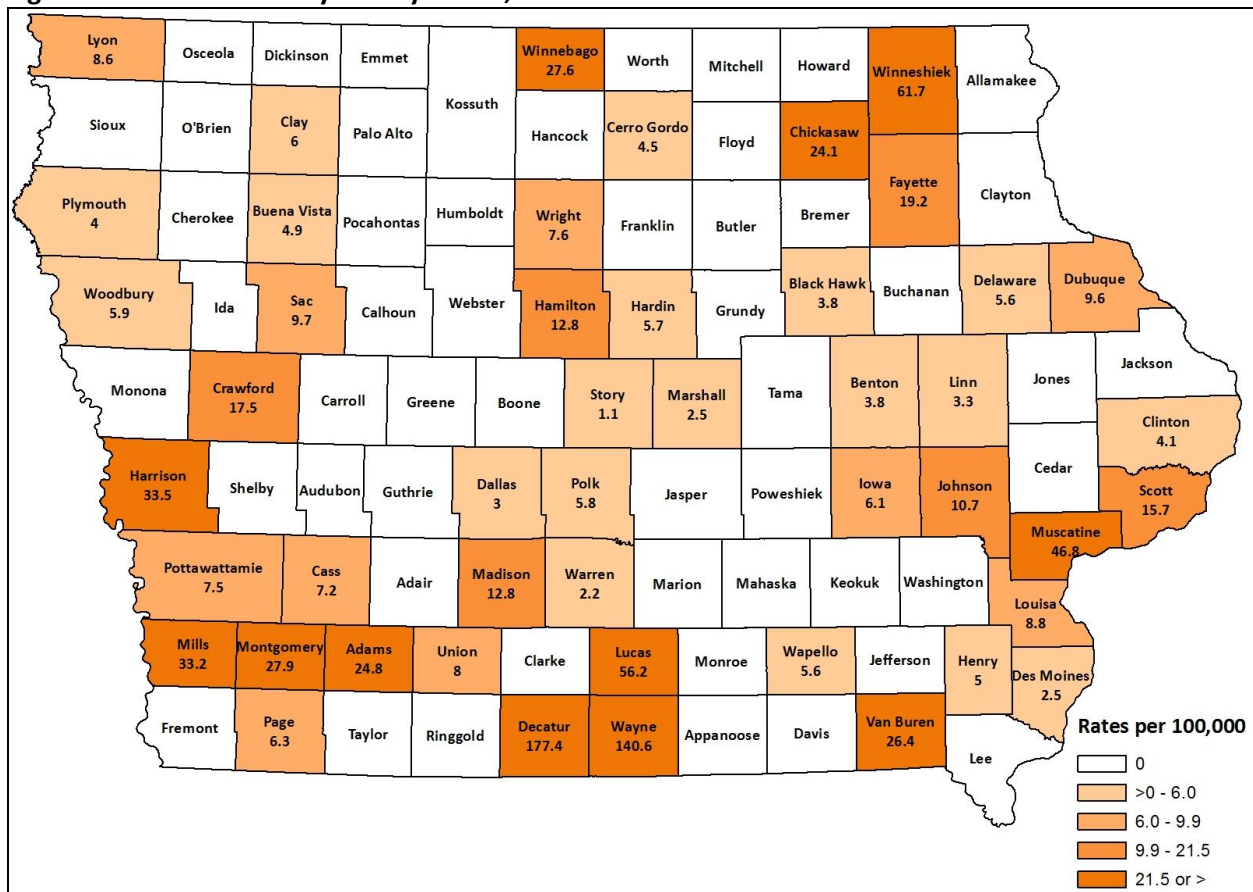 Lyon
8.6
Osceola
Dickinson
Emmet
Kossuth
Winnebago
27.6
Worth
Mitchell
Howard
Winneshiek
61.7
Allamakee
Sioux
O'Brien
Clay
6
Palo Alto
Hancock
Cerro Gordo
4.5
Floyd
Chickasaw
24.1
Plymouth
4
Cherokee
Buena Vista
4.9
Pocahontas
Humboldt
Wright
7.6
Franklin
Butler
Bremer
Fayette
19.2
Clayton
Woodbury
5.9
Ida
Sac
9.7
Calhoun
Webster
Hamilton
12.8
Hardin
5.7
Grundy
Black Hawk
3.8
Buchanan
Delaware
5.6
Dubuque
9.6
Monona
Crawford
17.5
Carroll
Greene
Boone
Story
1.1
Marshall
2.5
Tama
Benton
3.8
Linn
3.3
Jones
Jackson
Clinton
4.1
Harrison
33.5
Shelby
Audubon
Guthrie
Dallas
3
Polk
5.8
Jasper
Poweshiek
Iowa
6.1
Johnson
10.7
Cedar
Scott
15.7
Muscatine
46.8
Pottawattamie
7.5
Cass
7.2
Adair
Madison
12.8
Warren
2.2
Marion
Mahaska
Keokuk
Washington
Louisa
8.8
Mills
33.2
Montgomery
27.9
Adams
24.8
Union
8
Clarke
Lucas
56.2
Monroe
Wapello
5.6
Jefferson
Henry
5
Des Moines
2.5
Fremont
Page
6.3
Taylor
Ringgold
Decatur
177.4
Wayne
140.6
Appanoose
Davis
Van Buren
26.4
Lee
Rates per 100,000
0
>0 - 6.0
6.0 - 9.9
9.9 - 21.5
21.5 or >